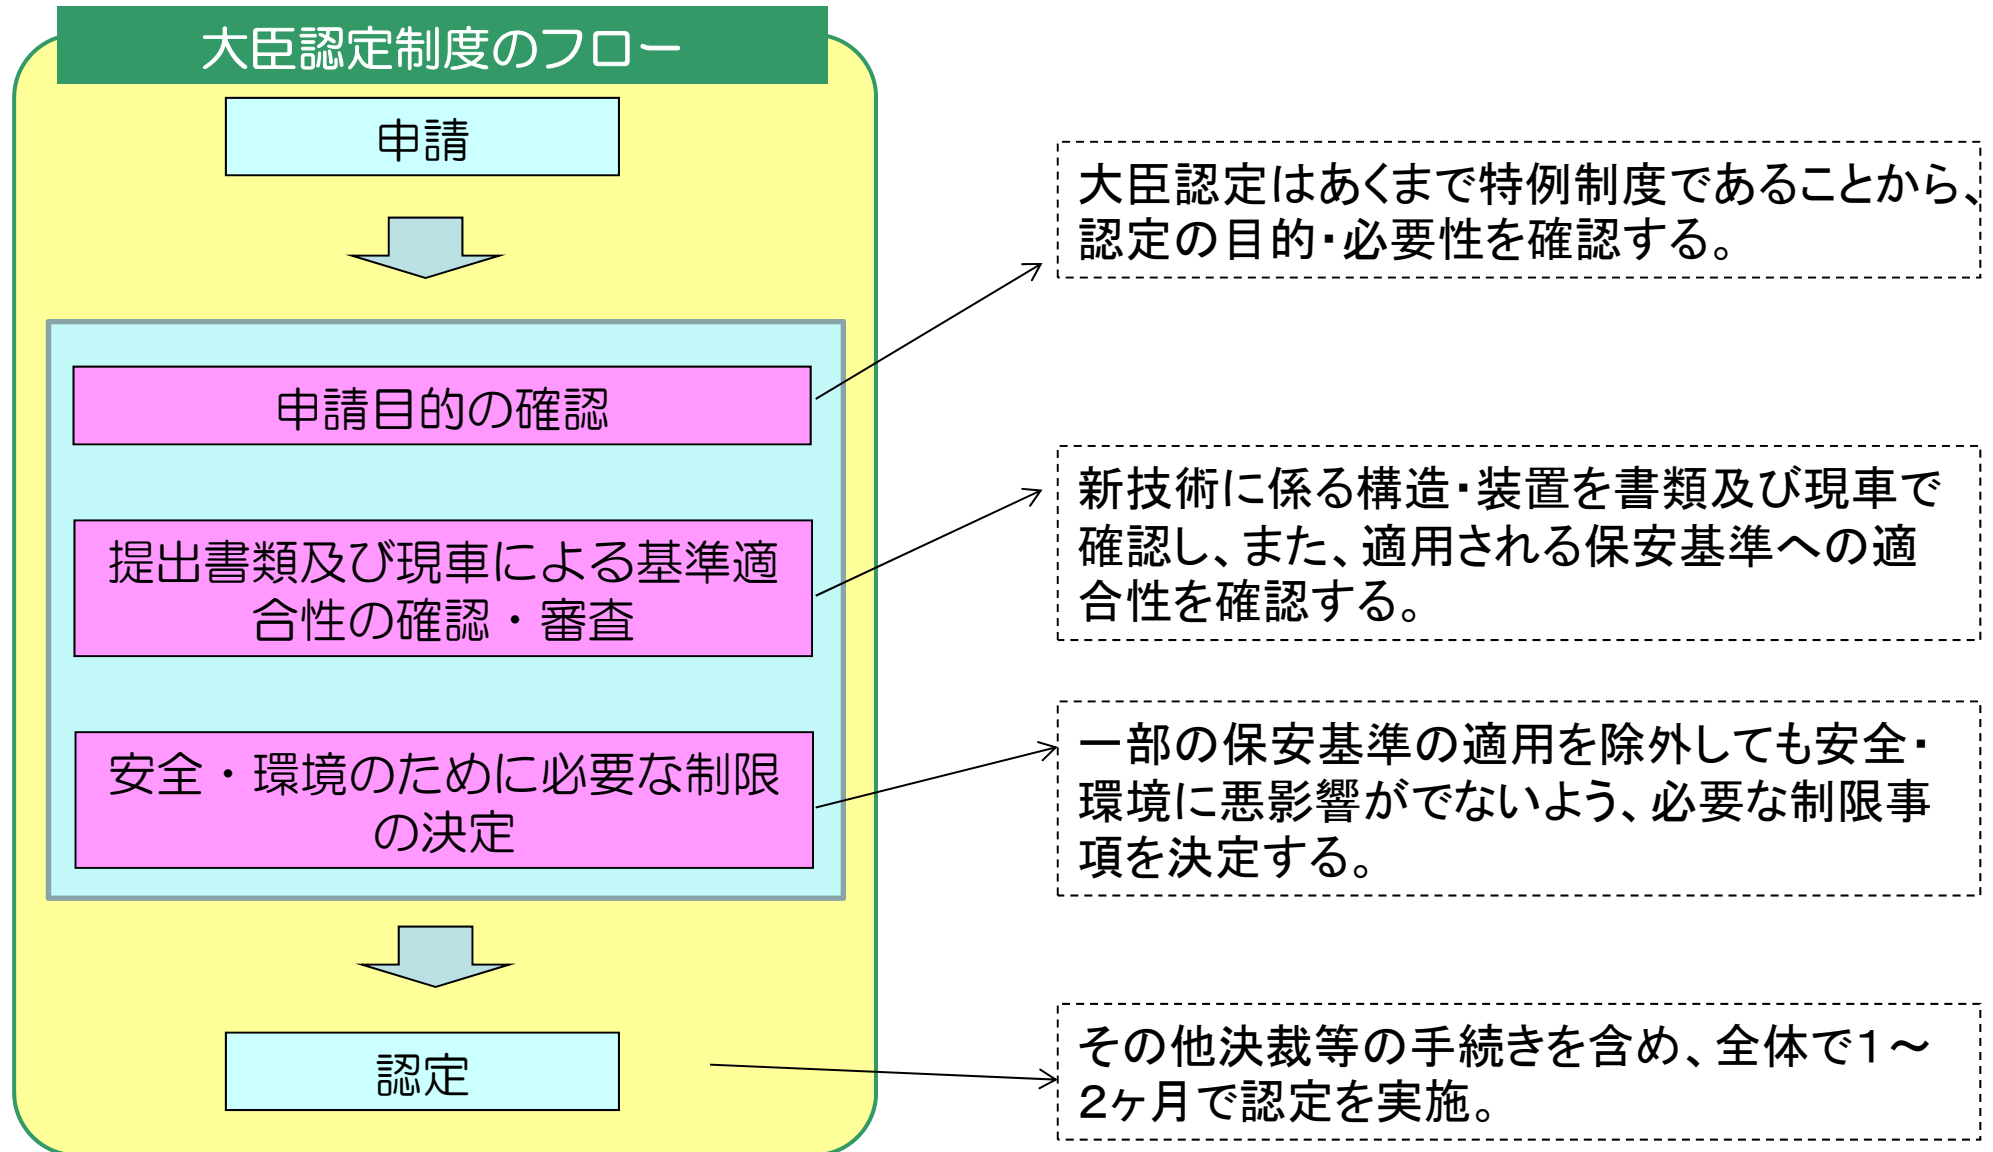 大臣認定制度のフロー
申請
大臣認定はあくまで特例制度であることから、
認定の目的・必要性を確認する。
申請目的の確認
新技術に係る構造・装置を書類及び現車で
確認し、また、適用される保安基準への適
合性を確認する。
提出書類及び現車による基準適
合性の確認・審査
一部の保安基準の適用を除外しても安全・
環境に悪影響がでないよう、必要な制限事
項を決定する。
安全・環境のために必要な制限
の決定
その他決裁等の手続きを含め、全体で1～
2ヶ月で認定を実施。
認定